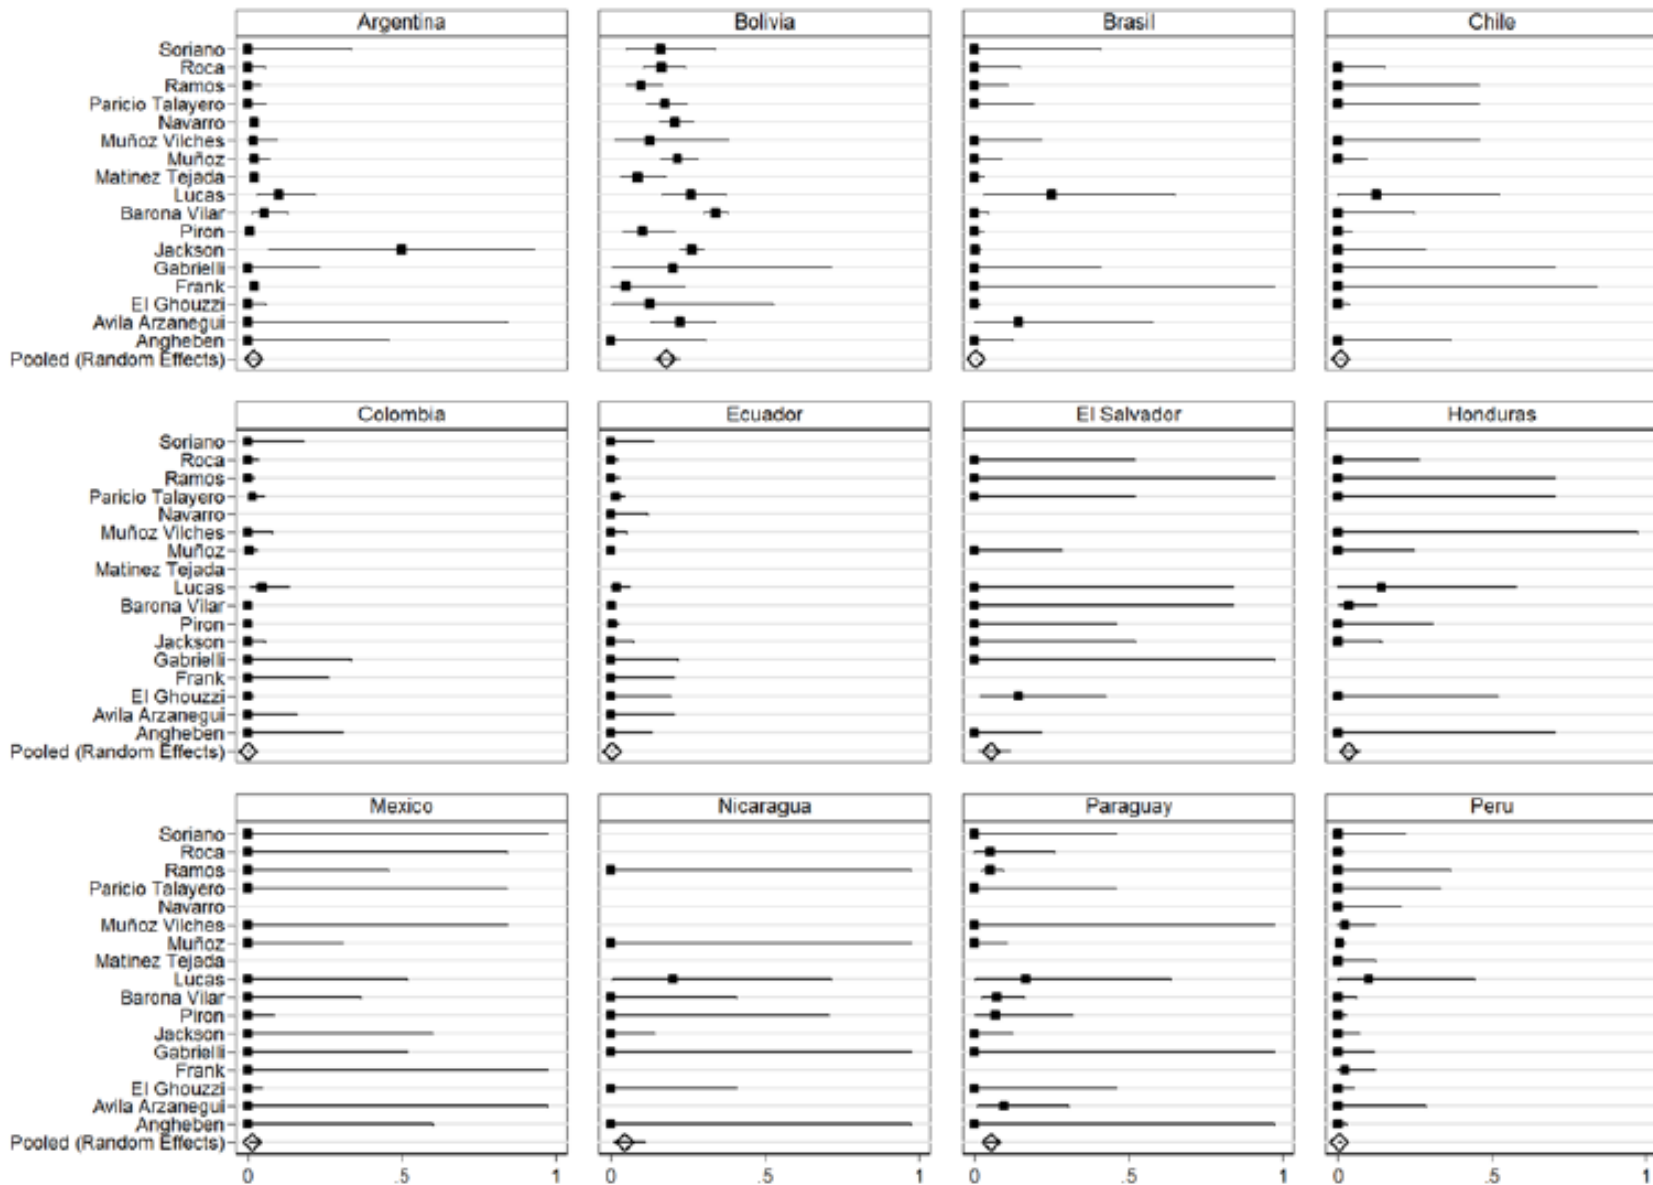 Argentina Bolivia Brasil Chile
Soriano
Roca
Ramos
Paricio Talayero
Navarro
Muñoz Vilches
Muñoz
Matinez Tejada
Lucas
Barona Vilar
Piron
Jackson
Gabrielli
Frank
El Ghouzzi
Avila Arzanegui
Angheben
Pooled (Random Effects)
Colombia Ecuador El Salvador Honduras
Soriano
Roca
Ramos
Paricio Talayero
Navarro
Muñoz Vilches
Muñoz
Matinez Tejada
Lucas
Barona Vilar
Piron
Jackson
Gabrielli
Frank
El Ghouzzi
Avila Arzanegui
Angheben
Pooled (Random Effects)
Mexico Nicaragua Paraguay Peru
Soriano
Roca
Ramos
Paricio Talayero
Navarro
Muñoz Vilches
Muñoz
Matinez Tejada
Lucas
Barona Vilar
Piron
Jackson
Gabrielli
Frank
El Ghouzzi
Avila Arzanegui
Angheben
Pooled (Random Effects)
0 .5 1 0 .5 1 0 .5 1 0 .5 1